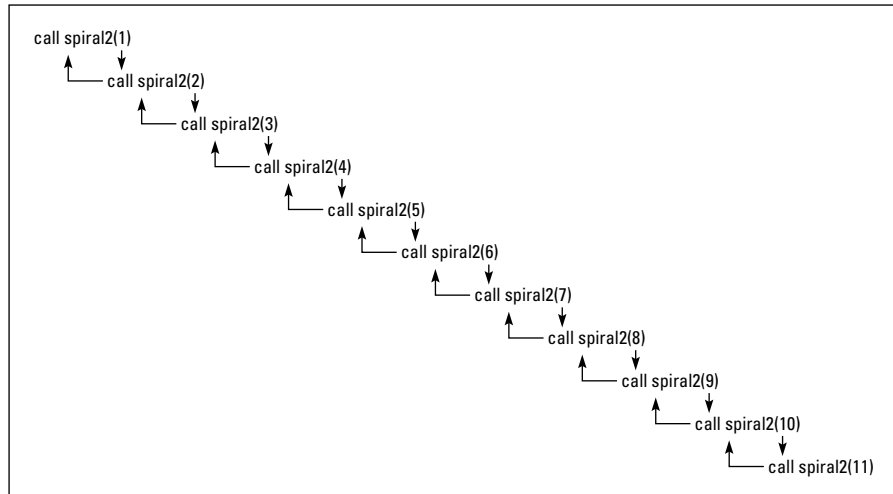 call spiral2(1)
call spiral2(2)
call spiral2(3)
call spiral2(4)
call spiral2(5)
call spiral2(6)
call spiral2(7)
call spiral2(8)
call spiral2(9)
call spiral2(10)
call spiral2(11)